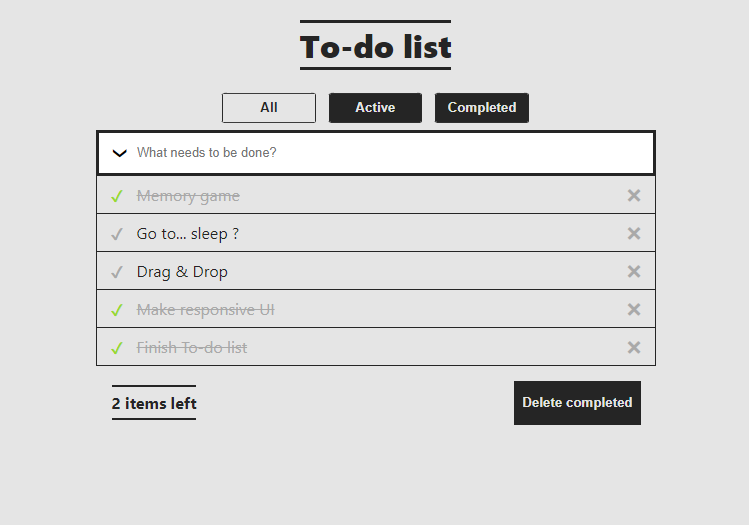 To-do list
All Active Completed
What needs to be done?
Memory game
Go to... sleep ?
Drag & Drop
Make responsive UI
Finish To-do list
2 items left Delete completed